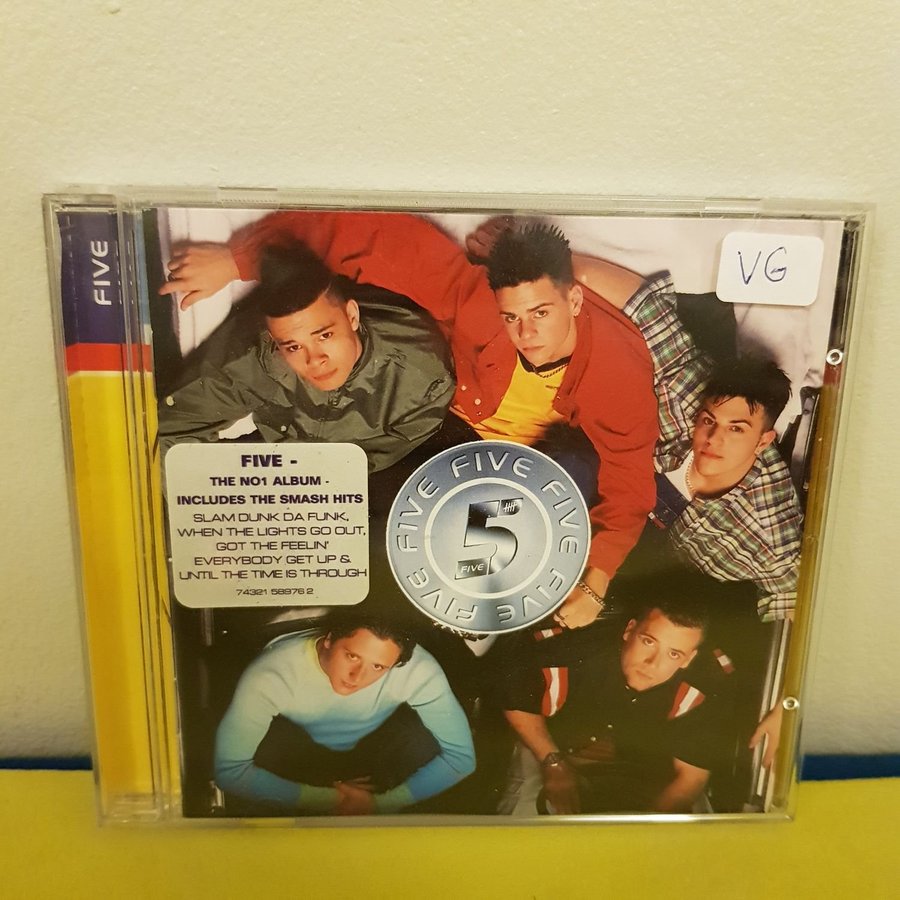 FIVE
VG
FIVE -
THE NO1 ALBUM -
INCLUDES THE SMASH HITS
SLAM DUNK DA FUNK,
WHEN THE LIGHTS GO OUT,
GOT THE FEELIN'
EVERYBODY GET UP &
UNTIL THE TIME IS THROUGH
74321 58976 2
FIVE FIVE FIVE FIVE FIVE
5
FIVE